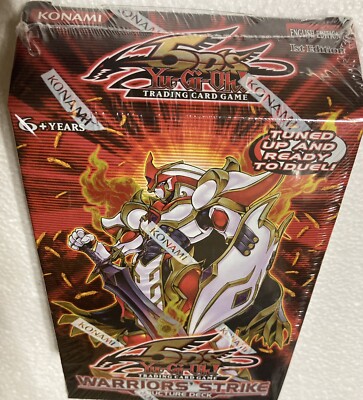 KONAMI
ENGLISH EDITION
1st Edition
5D's
Yu-Gi-Oh!
TRADING CARD GAME
KONAMI
KONAMI
KONAMI
6+YEARS
TUNED
UP AND
READY
TO DUEL!
KONAMI
KONAMI
KONAMI
5D's
Yu-Gi-Oh!
TRADING CARD GAME
WARRIORS' STRIKE
STRUCTURE DECK